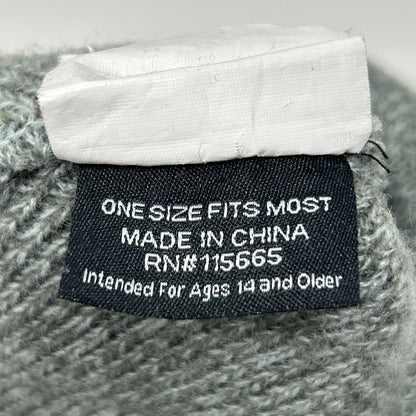 ONE SIZE FITS MOST
MADE IN CHINA
RN#115665
Intended For Ages 14 and Older